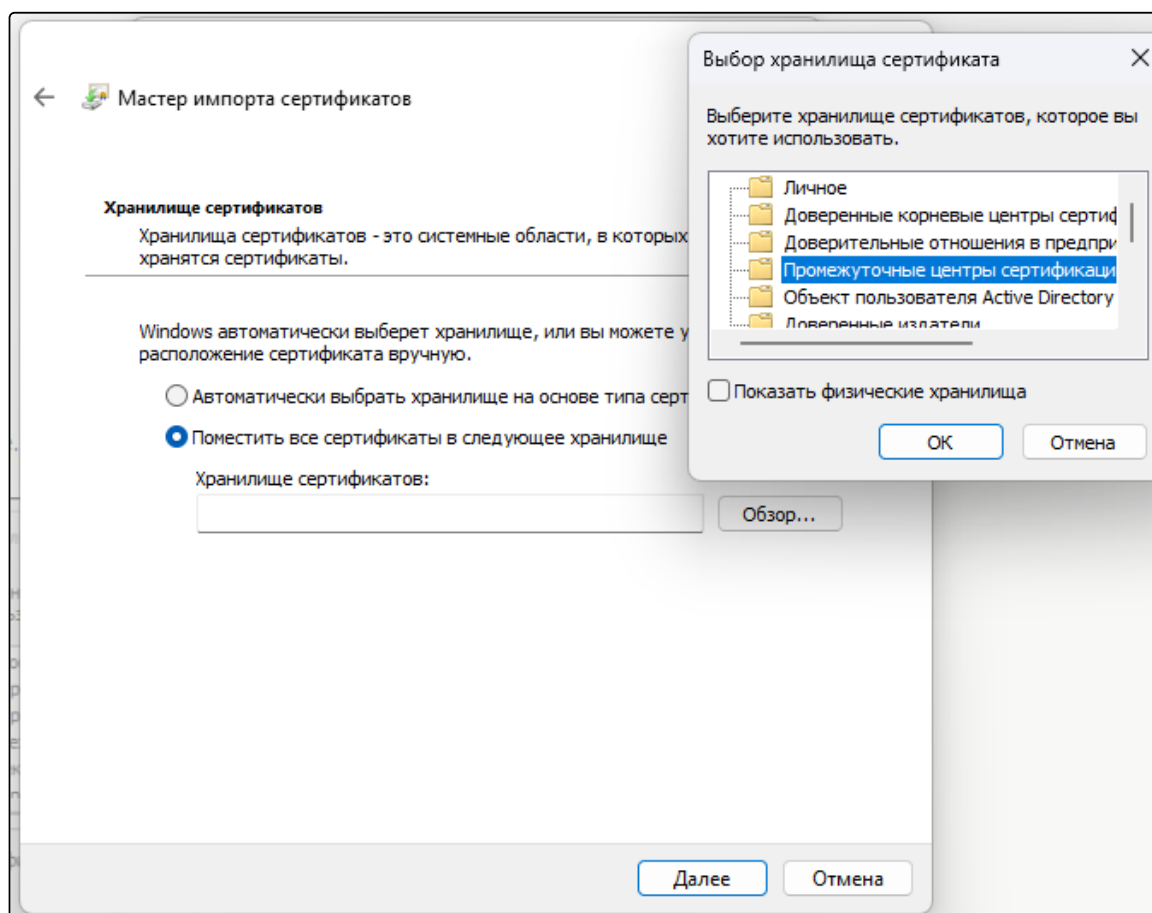 Мастер импорта сертификатов
Хранилище сертификатов
Хранилища сертификатов - это системные области, в которых
хранятся сертификаты.
Windows автоматически выберет хранилище, или вы можете у
расположение сертификата вручную.
Автоматически выбрать хранилище на основе типа серт
Поместить все сертификаты в следующее хранилище
Хранилище сертификатов:
Обзор...
Далее
Отмена
Выбор хранилища сертификата
Выберите хранилище сертификатов, которое вы
хотите использовать.
Личное
Доверенные корневые центры сертиф
Доверительные отношения в предпри
Промежуточные центры сертификаци
Объект пользователя Active Directory
Доверенные издатели
Показать физические хранилища
ОК
Отмена